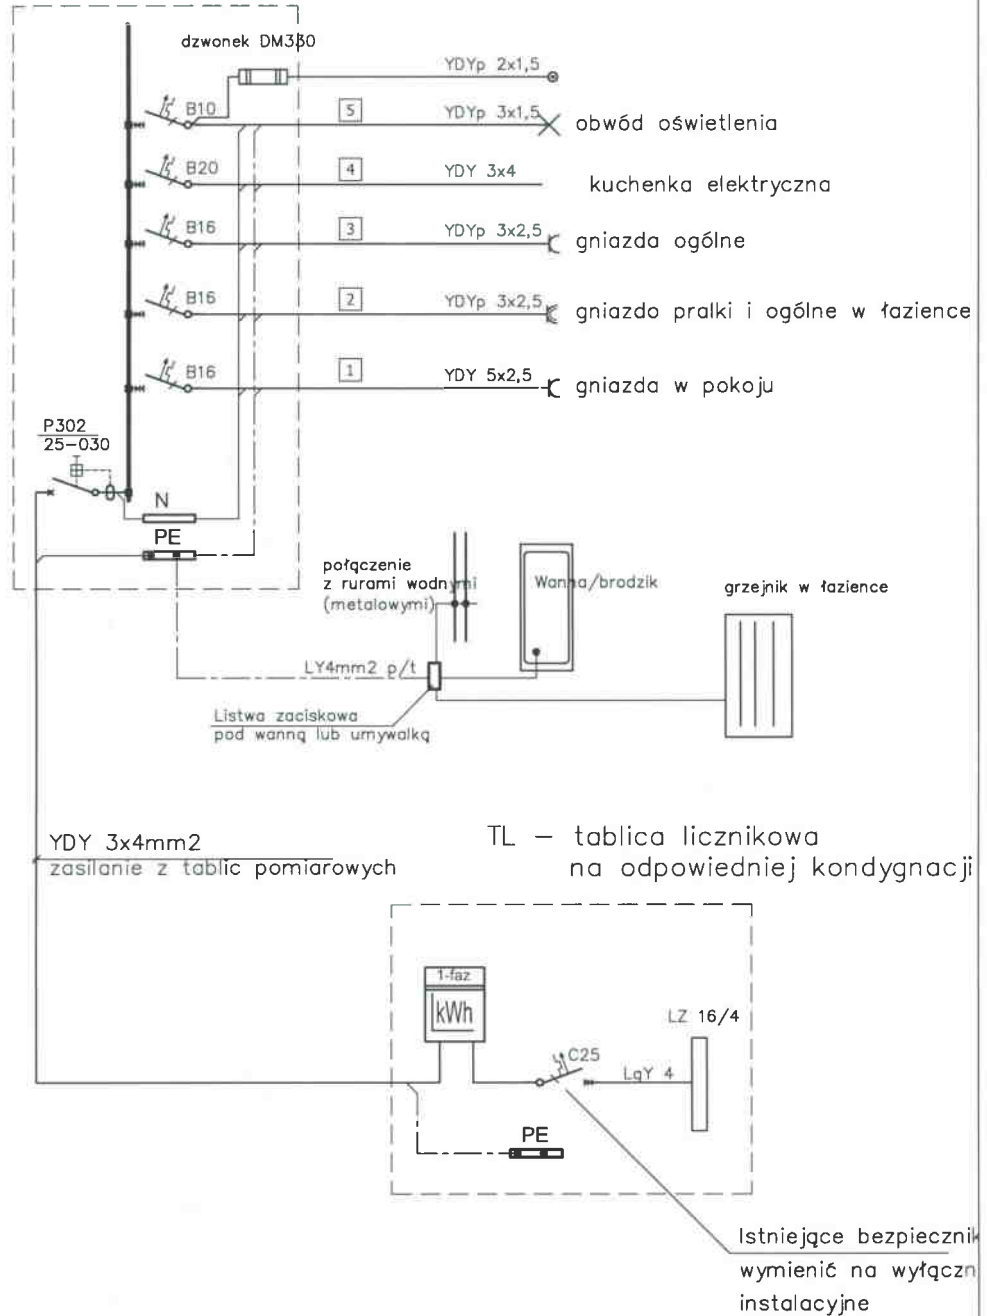 dzwonek DM330
YDYp 2x1,5
B10
5
YDYp 3x1,5
obwód oświetlenia
B20
4
YDY 3x4
kuchenka elektryczna
B16
3
YDYp 3x2,5
gniazda ogólne
B16
2
YDYp 3x2,5
gniazdo pralki i ogólne w łazience
B16
1
YDY 5x2,5
gniazda w pokoju
P302
25-030
N
PE
połączenie
z rurami wodnymi
(metalowymi)
Wanna/brodzik
grzejnik w łazience
LY4mm2 p/t
Listwa zaciskowa
pod wanną lub umywalką
YDY 3x4mm2
zasilanie z tablic pomiarowych
TL – tablica licznikowa
na odpowiedniej kondygnacji
1-faz
kWh
LZ 16/4
C25
LgY 4
PE
Istniejące bezpiecznik
wymienić na wyłączn
instalacyjne